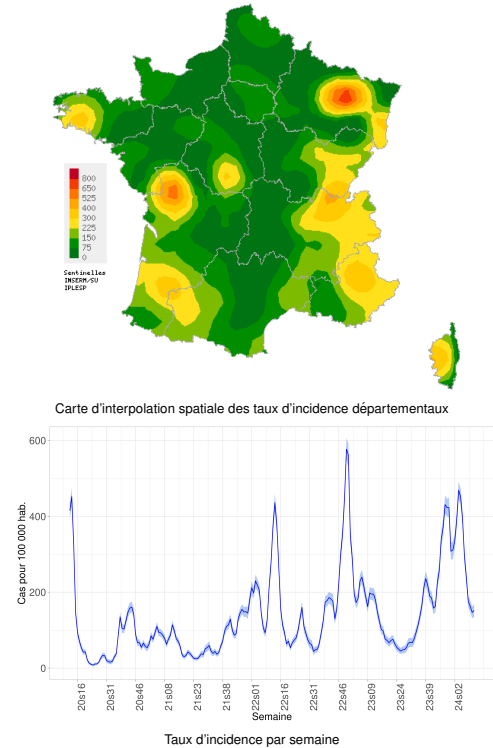 800
650
525
400
300
225
150
75
0
Sentinelles
INSERM/SU
IPLESP
Carte d'interpolation spatiale des taux d'incidence départementaux
600
400
200
0
Cas pour 100 000 hab.
20s16
20s31
20s46
21s08
21s23
21s38
22s01
22s16
22s31
22s46
23s09
23s24
23s39
24s02
Semaine
Taux d'incidence par semaine